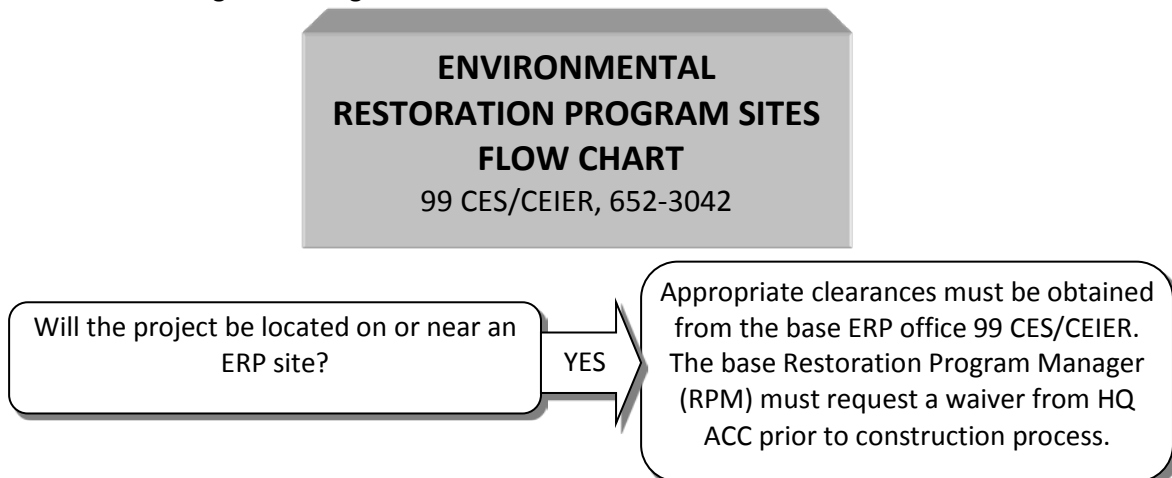 ENVIRONMENTAL
RESTORATION PROGRAM SITES
FLOW CHART
99 CES/CEIER, 652-3042
Will the project be located on or near an
ERP site?
YES
Appropriate clearances must be obtained
from the base ERP office 99 CES/CEIER.
The base Restoration Program Manager
(RPM) must request a waiver from HQ
ACC prior to construction process.